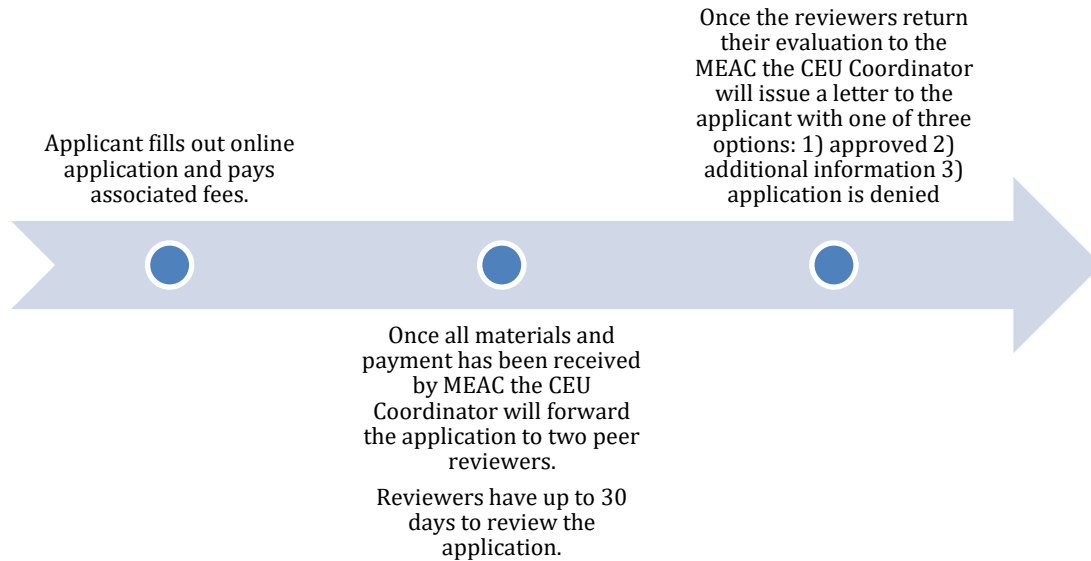 Applicant fills out online
application and pays
associated fees.
Once all materials and
payment has been received
by MEAC the CEU
Coordinator will forward
the application to two peer
reviewers.
Reviewers have up to 30
days to review the
application.
Once the reviewers return
their evaluation to the
MEAC the CEU Coordinator
will issue a letter to the
applicant with one of three
options: 1) approved 2)
additional information 3)
application is denied